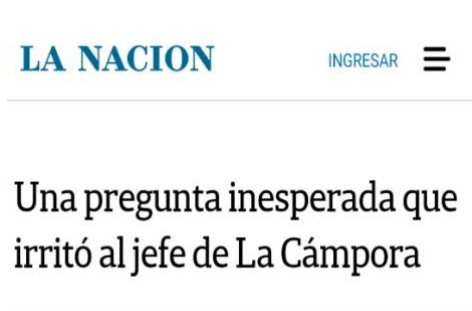 LA NACION
INGRESAR
Una pregunta inesperada que
irritó al jefe de La Cámpora